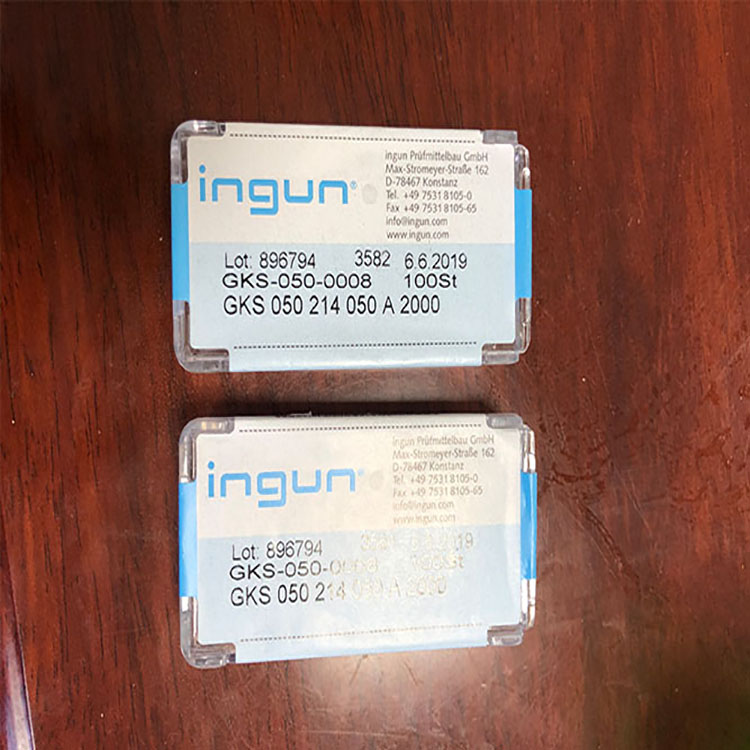 ingun®
ingun Prüfmittelbau GmbH
Max-Stromeyer-Straße 162
D-78467 Konstanz
Tel. +49 7531 8105-0
Fax +49 7531 8105-65
info@ingun.com
www.ingun.com
Lot: 896794 3582 6.6.2019
GKS-050-0008 100St
GKS 050 214 050 A 2000
ingun®
ingun Prüfmittelbau GmbH
Max-Stromeyer-Straße 162
D-78467 Konstanz
Tel. +49 7531 8105-0
Fax +49 7531 8105-65
info@ingun.com
www.ingun.com
Lot: 896794
GKS 050 214 A